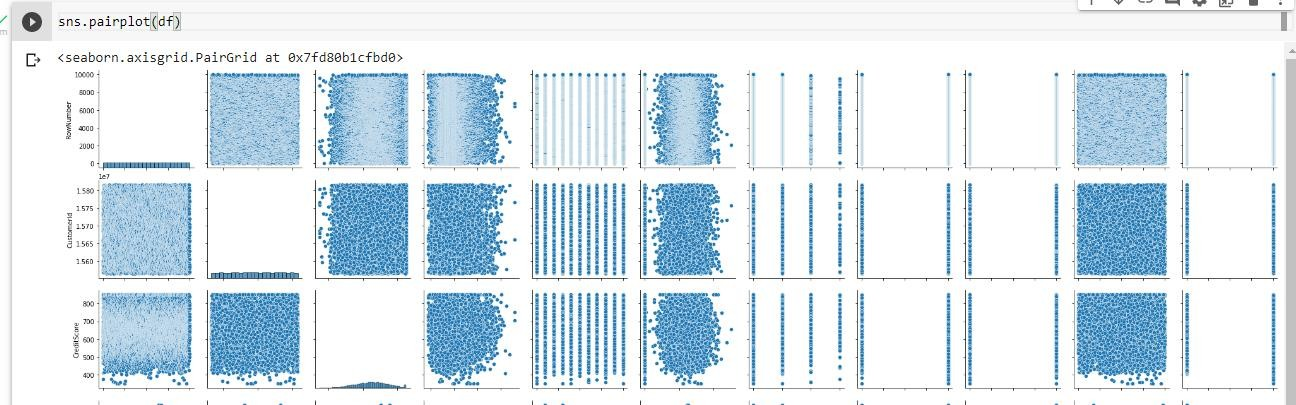 sns.pairplot(df)
<seaborn.axisgrid.PairGrid at 0x7fd80b1cfbd0>
10000
8000
6000
4000
2000
0
RowNumber
1e7
1.580
1.575
1.570
1.565
1.560
CustomerId
800
700
600
500
400
CreditScore